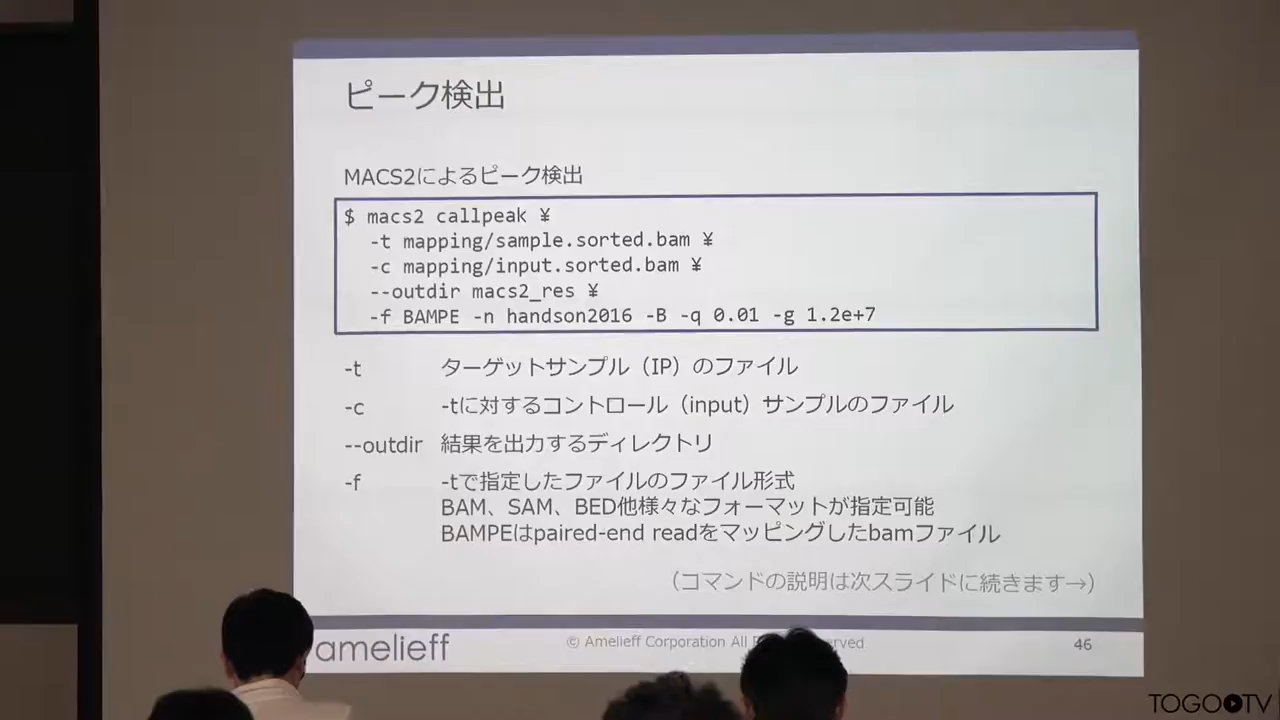 ピーク検出
MACS2によるピーク検出
$ macs2 callpeak ¥
-t mapping/sample.sorted.bam ¥
-c mapping/input.sorted.bam ¥
--outdir macs2_res ¥
-f BAMPE -n handson2016 -B -q 0.01 -g 1.2e+7
-t ターゲットサンプル（IP）のファイル
-c -tに対するコントロール（input）サンプルのファイル
--outdir 結果を出力するディレクトリ
-f -tで指定したファイルのファイル形式
BAM、SAM、BED他様々なフォーマットが指定可能
BAMPEはpaired-end readをマッピングしたbamファイル
（コマンドの説明は次スライドに続きます→）
amelieff
© Amelieff Corporation All
46
TOGOTV